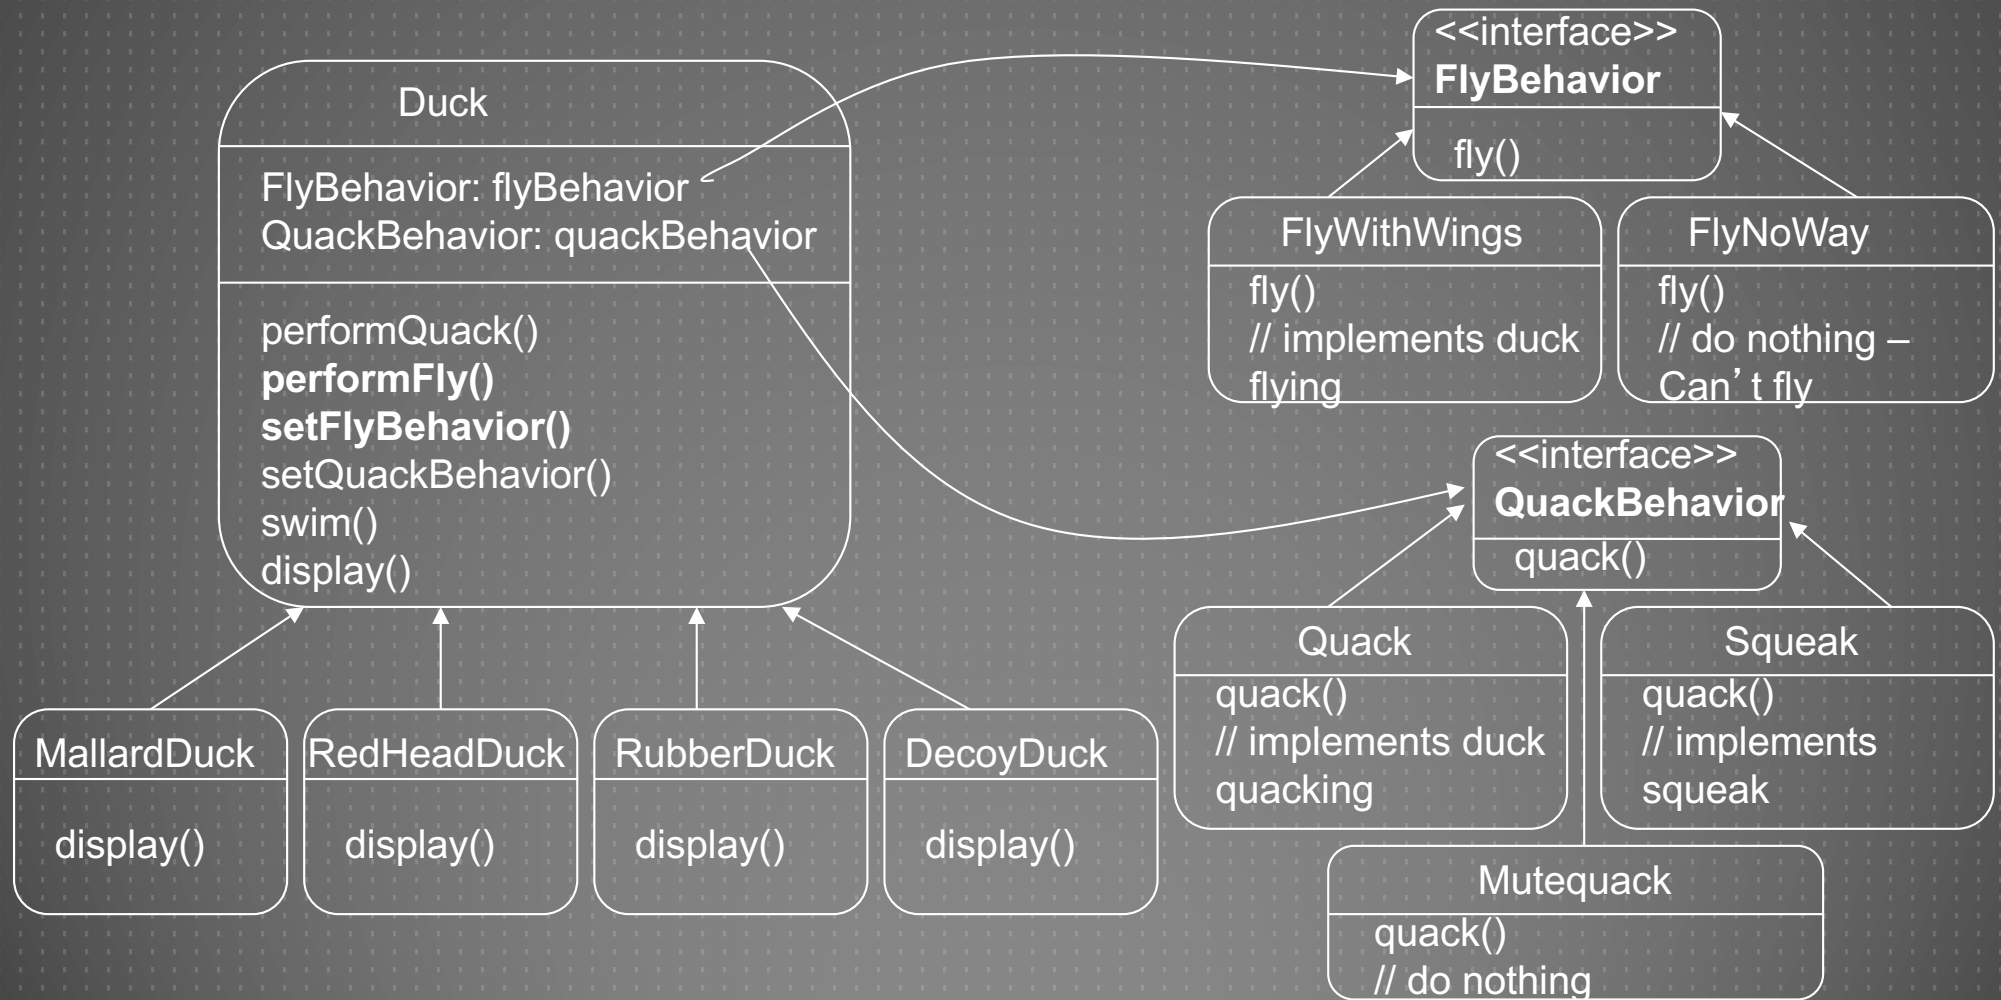 Duck
FlyBehavior: flyBehavior
QuackBehavior: quackBehavior
performQuack()
performFly()
setFlyBehavior()
setQuackBehavior()
swim()
display()
<<interface>>
FlyBehavior
fly()
FlyWithWings
fly()
// implements duck
flying
FlyNoWay
fly()
// do nothing –
Can’t fly
<<interface>>
QuackBehavior
quack()
Quack
quack()
// implements duck
quacking
Squeak
quack()
// implements
squeak
Mutequack
quack()
// do nothing
MallardDuck
display()
RedHeadDuck
display()
RubberDuck
display()
DecoyDuck
display()